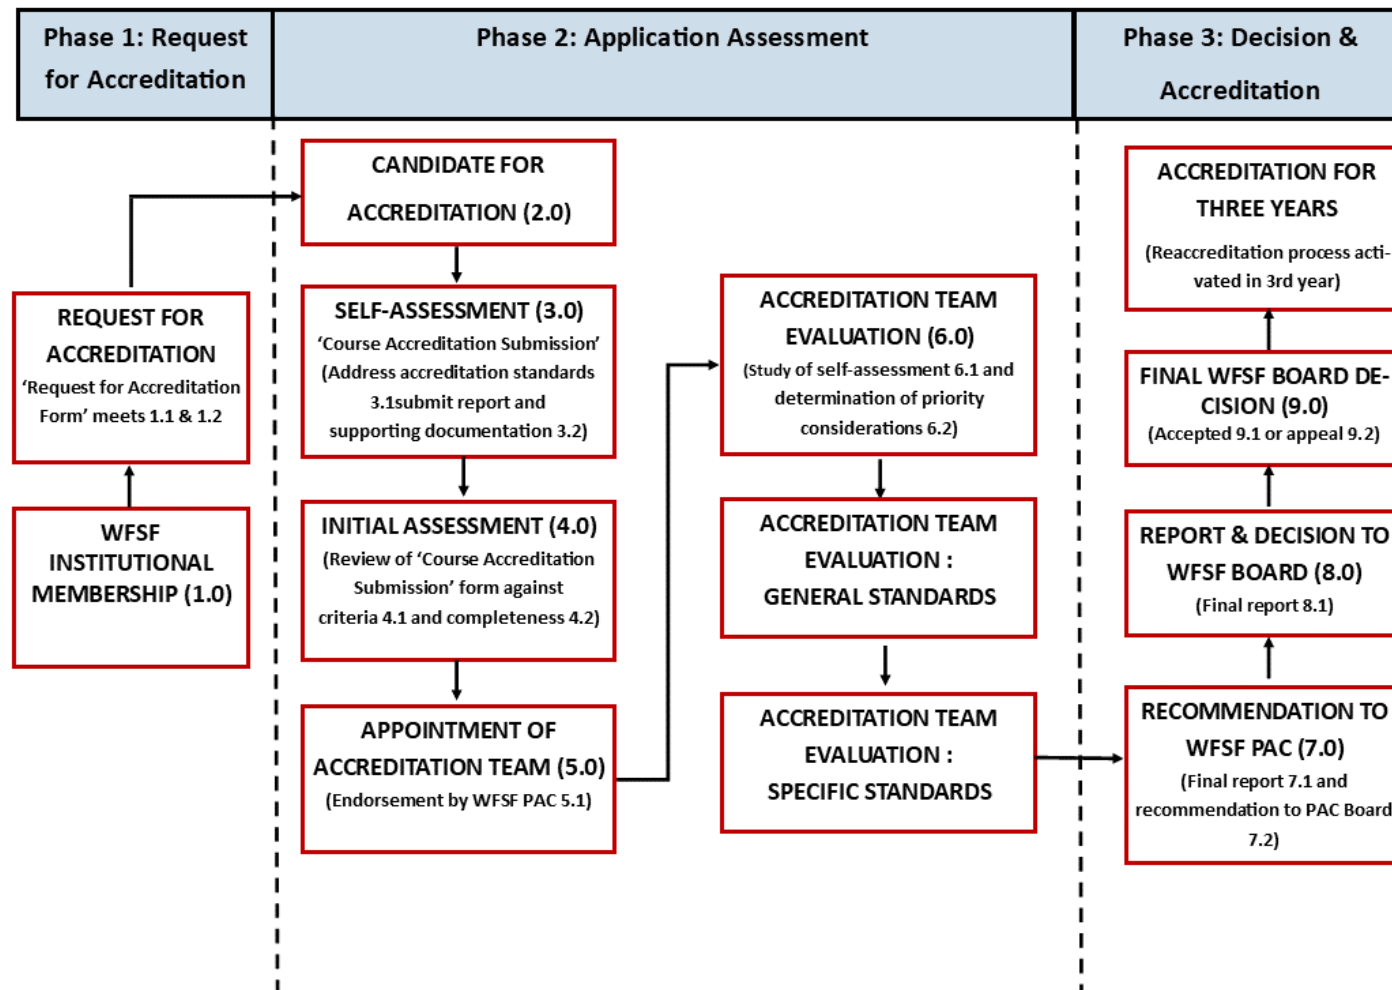 Phase 1: Request
for Accreditation
Phase 2: Application Assessment
Phase 3: Decision &
Accreditation
REQUEST FOR
ACCREDITATION
‘Request for Accreditation
Form’ meets 1.1 & 1.2
WFSF
INSTITUTIONAL
MEMBERSHIP (1.0)
CANDIDATE FOR
ACCREDITATION (2.0)
SELF-ASSESSMENT (3.0)
‘Course Accreditation Submission’
(Address accreditation standards
3.1submit report and
supporting documentation 3.2)
INITIAL ASSESSMENT (4.0)
(Review of ‘Course Accreditation
Submission’ form against
criteria 4.1 and completeness 4.2)
APPOINTMENT OF
ACCREDITATION TEAM (5.0)
(Endorsement by WFSF PAC 5.1)
ACCREDITATION TEAM
EVALUATION (6.0)
(Study of self-assessment 6.1 and
determination of priority
considerations 6.2)
ACCREDITATION TEAM
EVALUATION :
GENERAL STANDARDS
ACCREDITATION TEAM
EVALUATION :
SPECIFIC STANDARDS
ACCREDITATION FOR
THREE YEARS
(Reaccreditation process acti-
vated in 3rd year)
FINAL WFSF BOARD DE-
CISION (9.0)
(Accepted 9.1 or appeal 9.2)
REPORT & DECISION TO
WFSF BOARD (8.0)
(Final report 8.1)
RECOMMENDATION TO
WFSF PAC (7.0)
(Final report 7.1 and
recommendation to PAC Board
7.2)